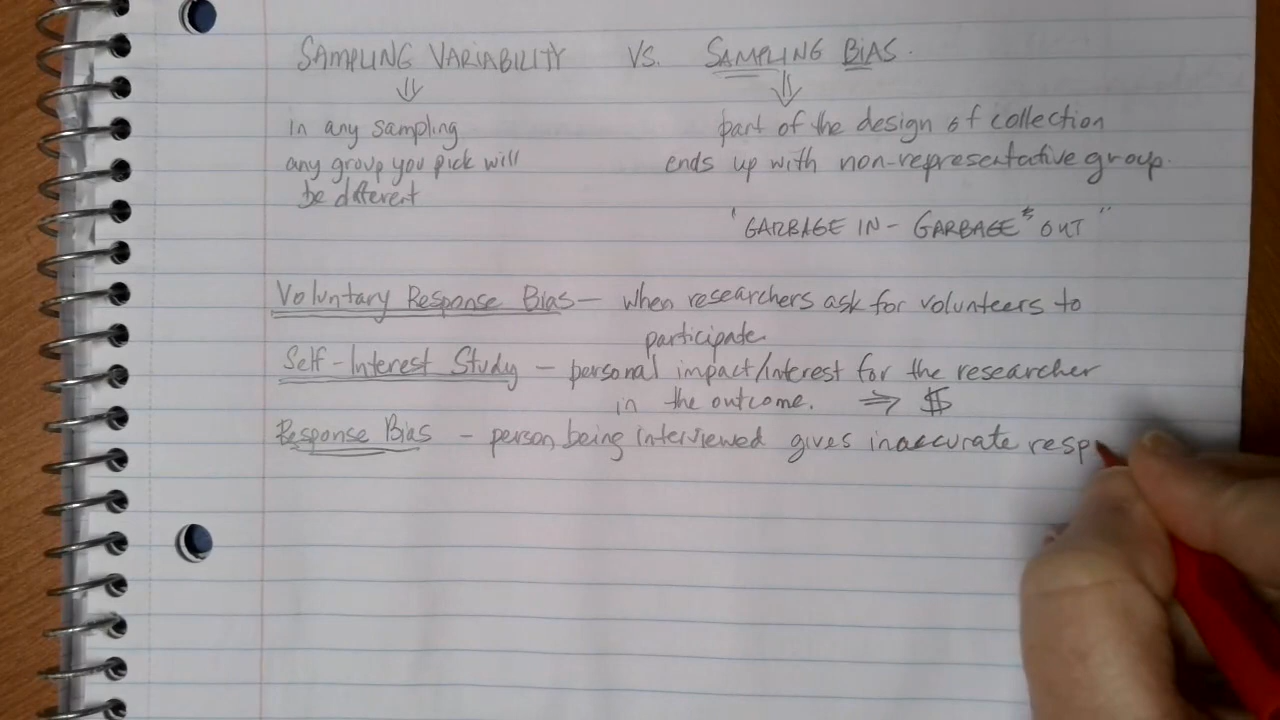 SAMPLING VARIABILITY VS. SAMPLING BIAS.
⇓ ⇓
in any sampling
any group you pick will
be different
part of the design of collection
ends up with non-representative group.
"GARBAGE IN - GARBAGE OUT"
Voluntary Response Bias — when researchers ask for volunteers to
participate
Self-Interest Study — personal impact/interest for the researcher
in the outcome. ⇒ $
Response Bias - person being interviewed gives inaccurate resp